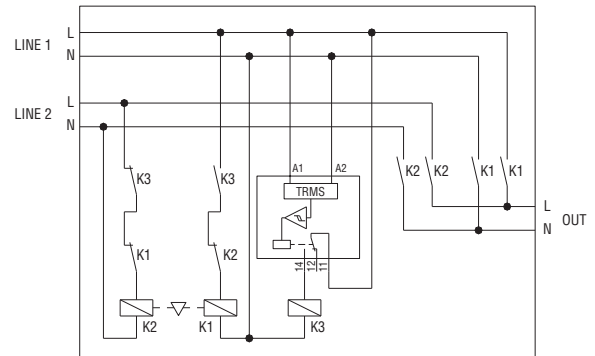 LINE 1
L
N
LINE 2
L
N
A1 A2
TRMS
K3
K3
K2 K2 K1 K1
L
N
OUT
K1
K2
14 12 11
K2
K1
K3